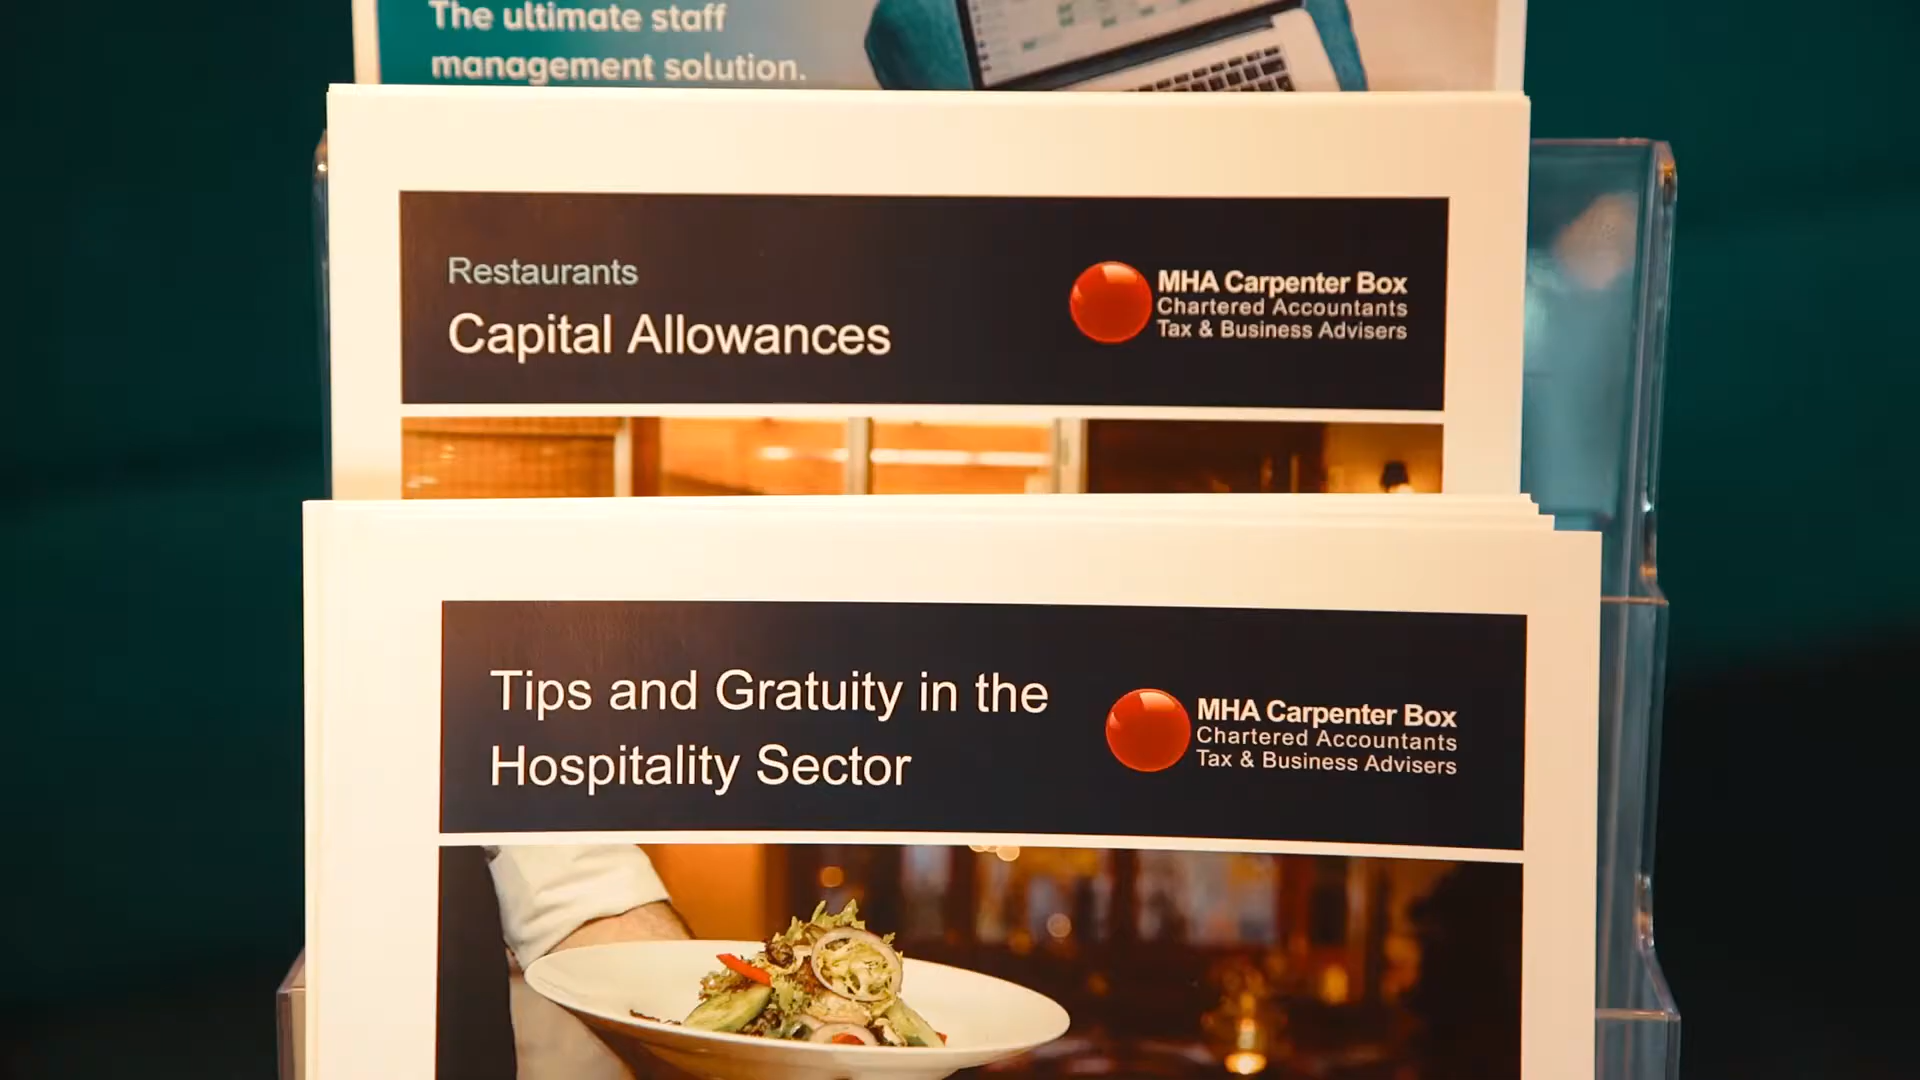 The ultimate staff
management solution.
Restaurants
Capital Allowances
MHA Carpenter Box
Chartered Accountants
Tax & Business Advisers
Tips and Gratuity in the
Hospitality Sector
MHA Carpenter Box
Chartered Accountants
Tax & Business Advisers